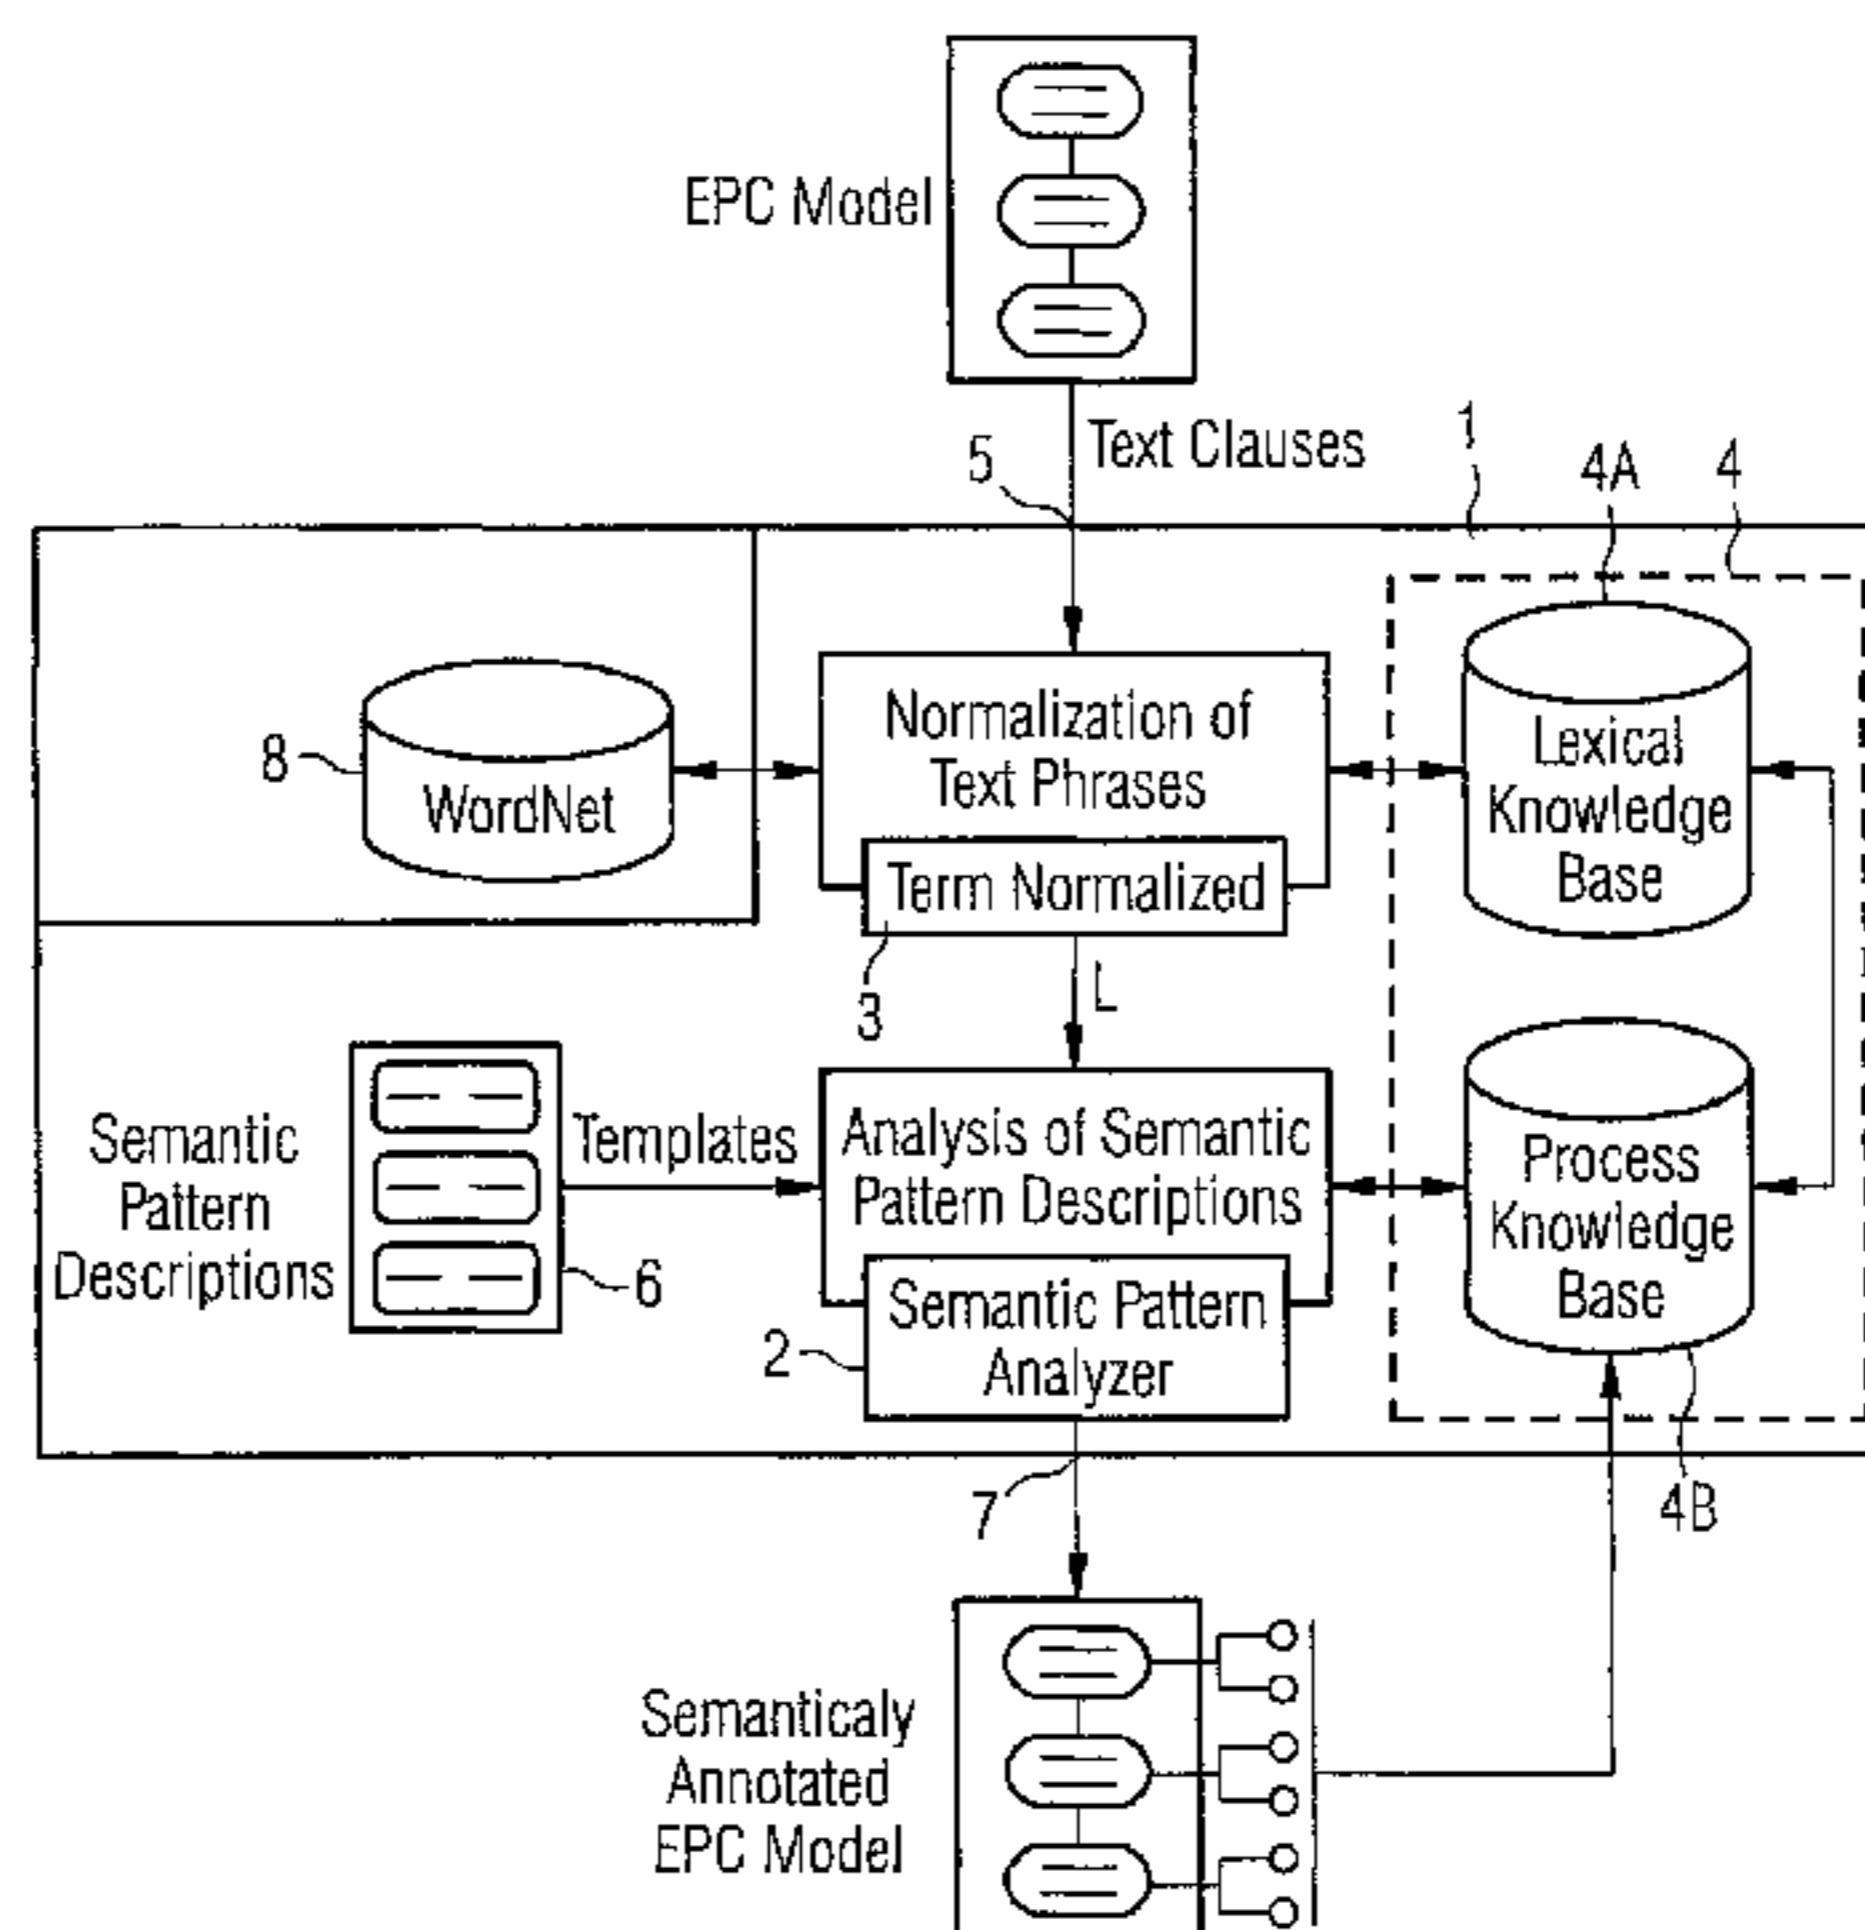 EPC Model
Text Clauses
5
1
4A
4
8
WordNet
Normalization of
Text Phrases
Term Normalized
3
L
Lexical
Knowledge
Base
Semantic
Pattern
Descriptions
6
Templates
Analysis of Semantic
Pattern Descriptions
Semantic Pattern
Analyzer
2
Process
Knowledge
Base
7
4B
Semanticaly
Annotated
EPC Model